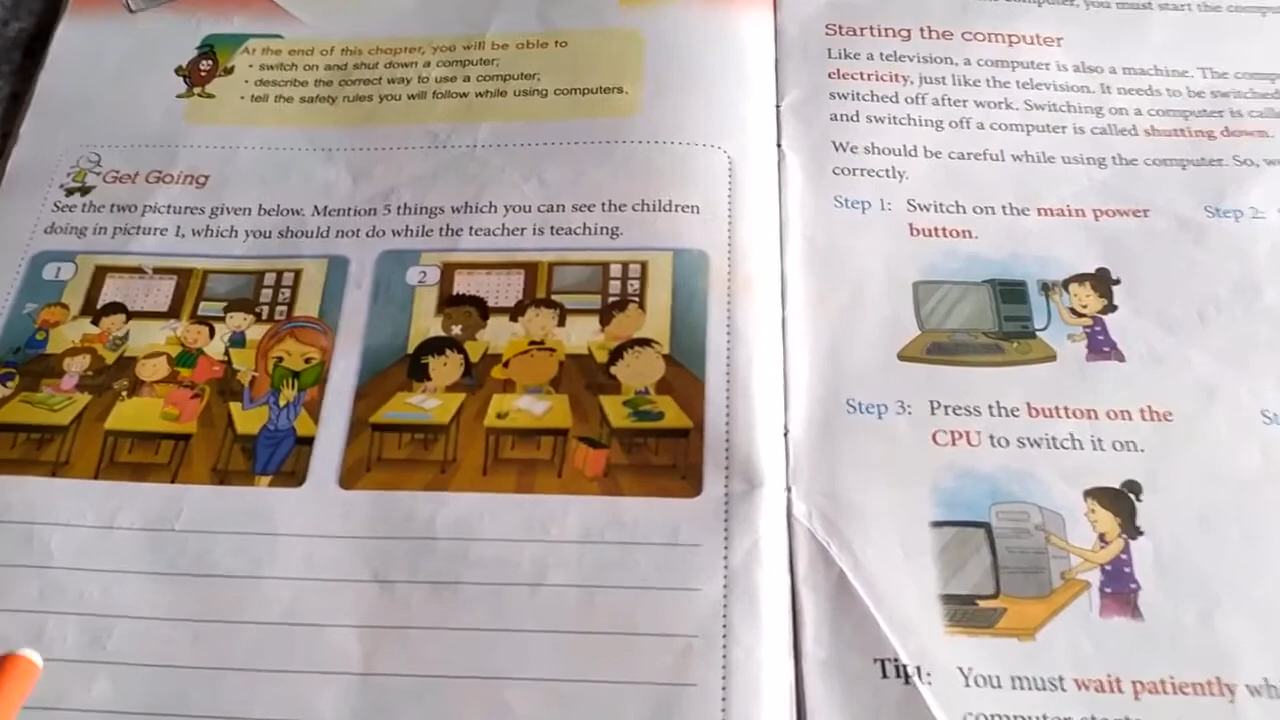 At the end of this chapter, you will be able to
• switch on and shut down a computer;
• describe the correct way to use a computer;
• tell the safety rules you will follow while using computers.
Get Going
See the two pictures given below. Mention 5 things which you can see the children
doing in picture 1, which you should not do while the teacher is teaching.
1
2
you must start the
Starting the computer
Like a television, a computer is also a machine. The
electricity, just like the television. It needs to be switched
switched off after work. Switching on a computer is
and switching off a computer is called shutting down.
We should be careful while using the computer. So,
correctly.
Step 1: Switch on the main power
button.
Step 2:
Step 3: Press the button on the
CPU to switch it on.
You must wait patiently
computer